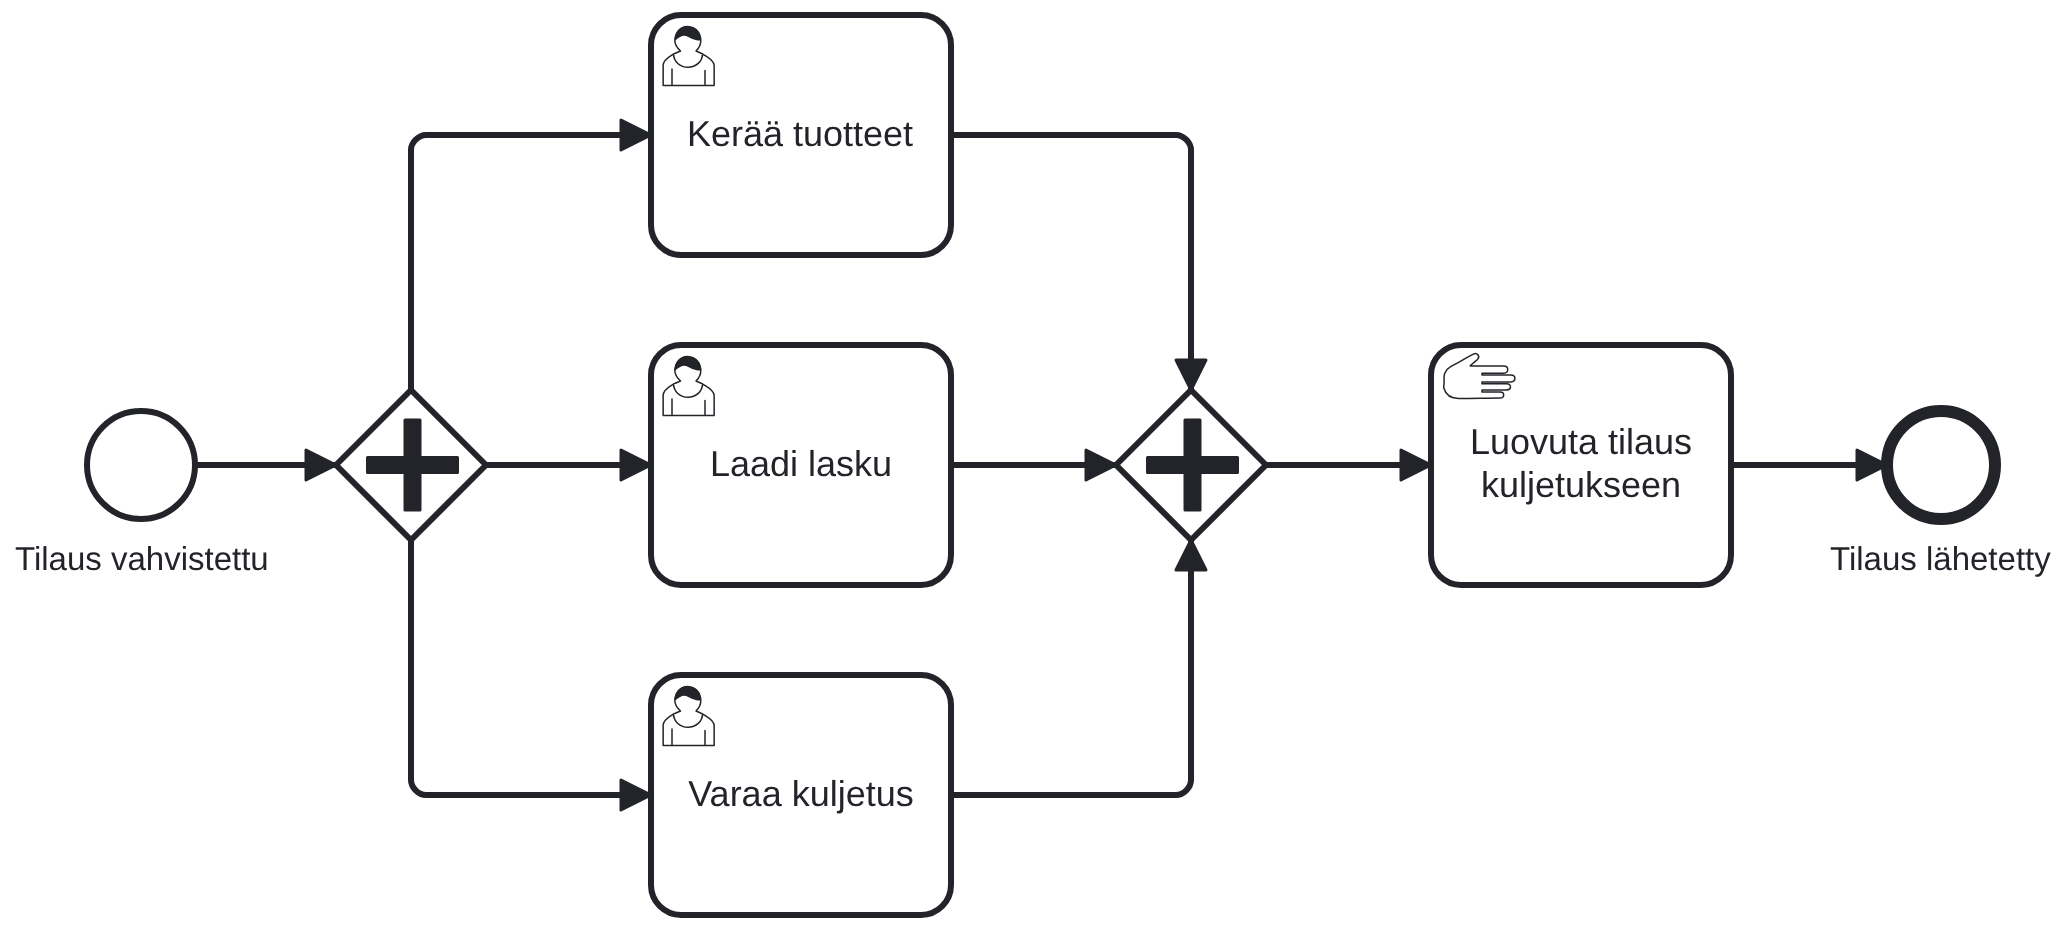 Kerää tuotteet
Tilaus vahvistettu
Laadi lasku
Luovuta tilaus
kuljetukseen
Tilaus lähetetty
Varaa kuljetus